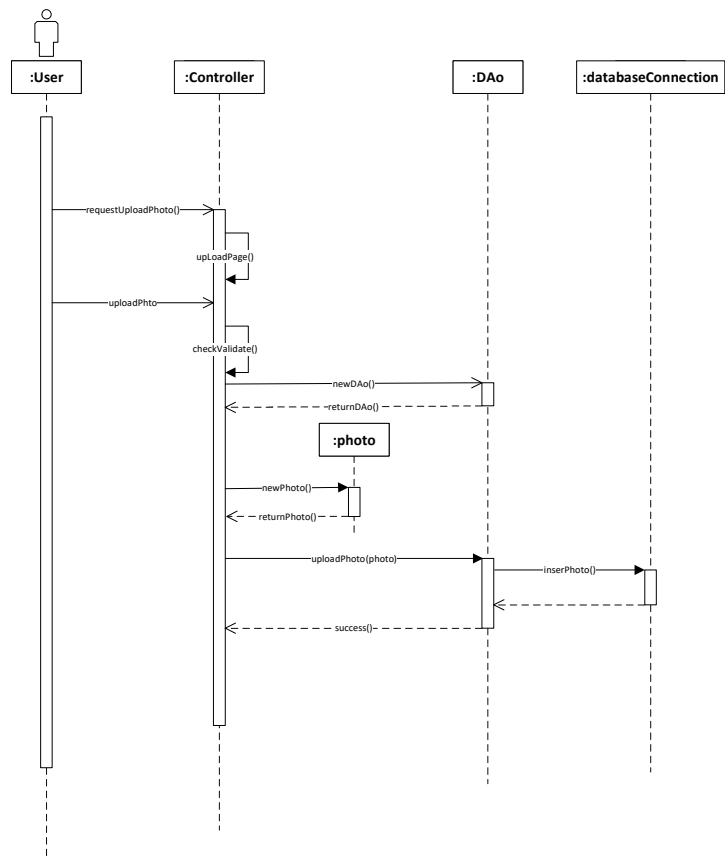 :User
:Controller
:DAo
:databaseConnection
requestUploadPhoto()
upLoadPage()
uploadPhto
checkValidate()
newDAo()
returnDAo()
:photo
newPhoto()
returnPhoto()
uploadPhoto(photo)
inserPhoto()
success()